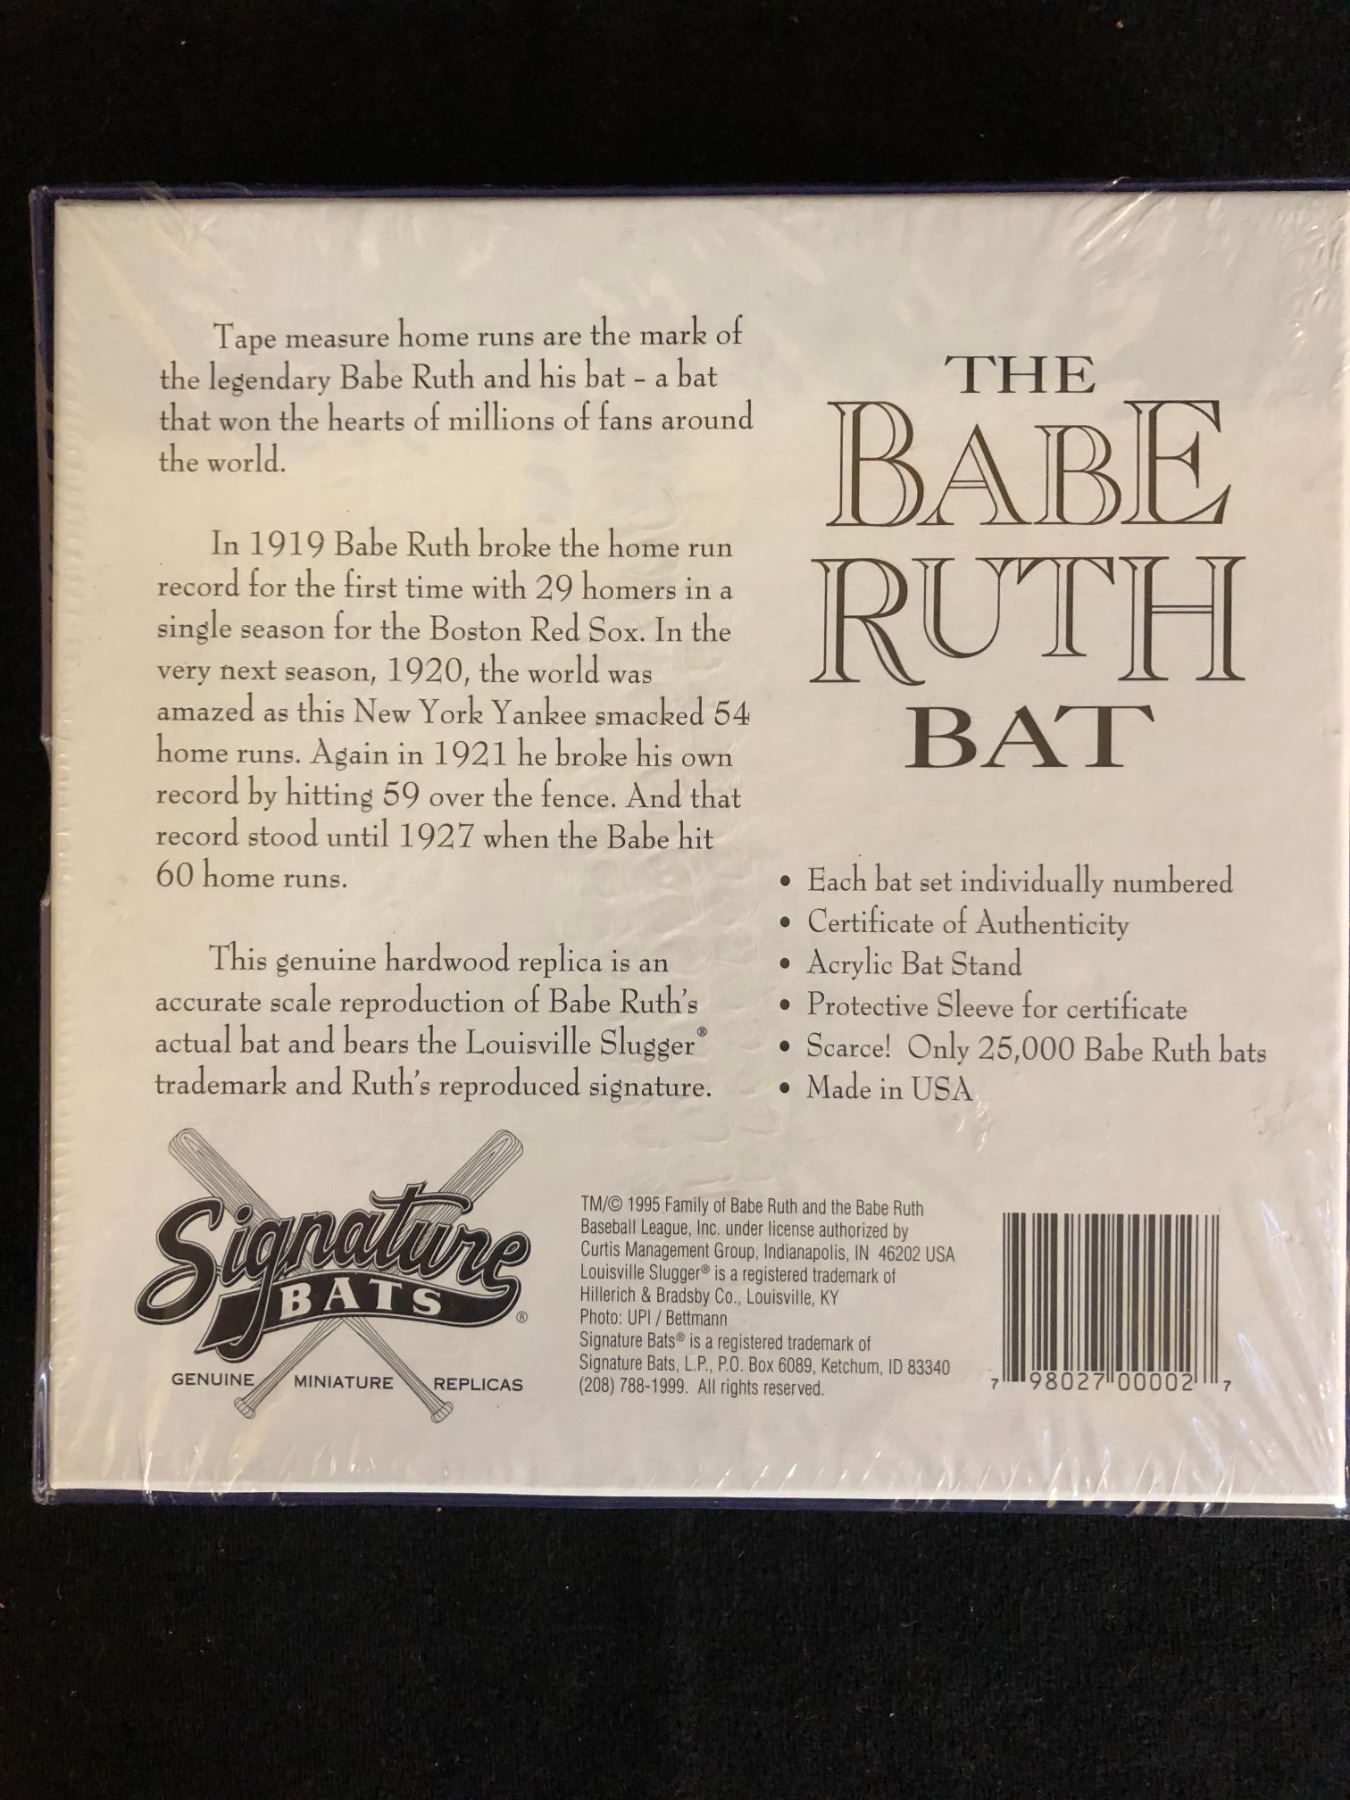 Tape measure home runs are the mark of
the legendary Babe Ruth and his bat - a bat
that won the hearts of millions of fans around
the world.
In 1919 Babe Ruth broke the home run
record for the first time with 29 homers in a
single season for the Boston Red Sox. In the
very next season, 1920, the world was
amazed as this New York Yankee smacked 54
home runs. Again in 1921 he broke his own
record by hitting 59 over the fence. And that
record stood until 1927 when the Babe hit
60 home runs.
This genuine hardwood replica is an
accurate scale reproduction of Babe Ruth's
actual bat and bears the Louisville Slugger®
trademark and Ruth's reproduced signature.
THE
BABE
RUTH
BAT
• Each bat set individually numbered
• Certificate of Authenticity
• Acrylic Bat Stand
• Protective Sleeve for certificate
• Scarce! Only 25,000 Babe Ruth bats
• Made in USA
Signature
BATS ®
GENUINE MINIATURE REPLICAS
TM/© 1995 Family of Babe Ruth and the Babe Ruth
Baseball League, Inc. under license authorized by
Curtis Management Group, Indianapolis, IN 46202 USA
Louisville Slugger® is a registered trademark of
Hillerich & Bradsby Co., Louisville, KY
Photo: UPI / Bettmann
Signature Bats® is a registered trademark of
Signature Bats, L.P., P.O. Box 6089, Ketchum, ID 83340
(208) 788-1999. All rights reserved.
7 98027 00002 7